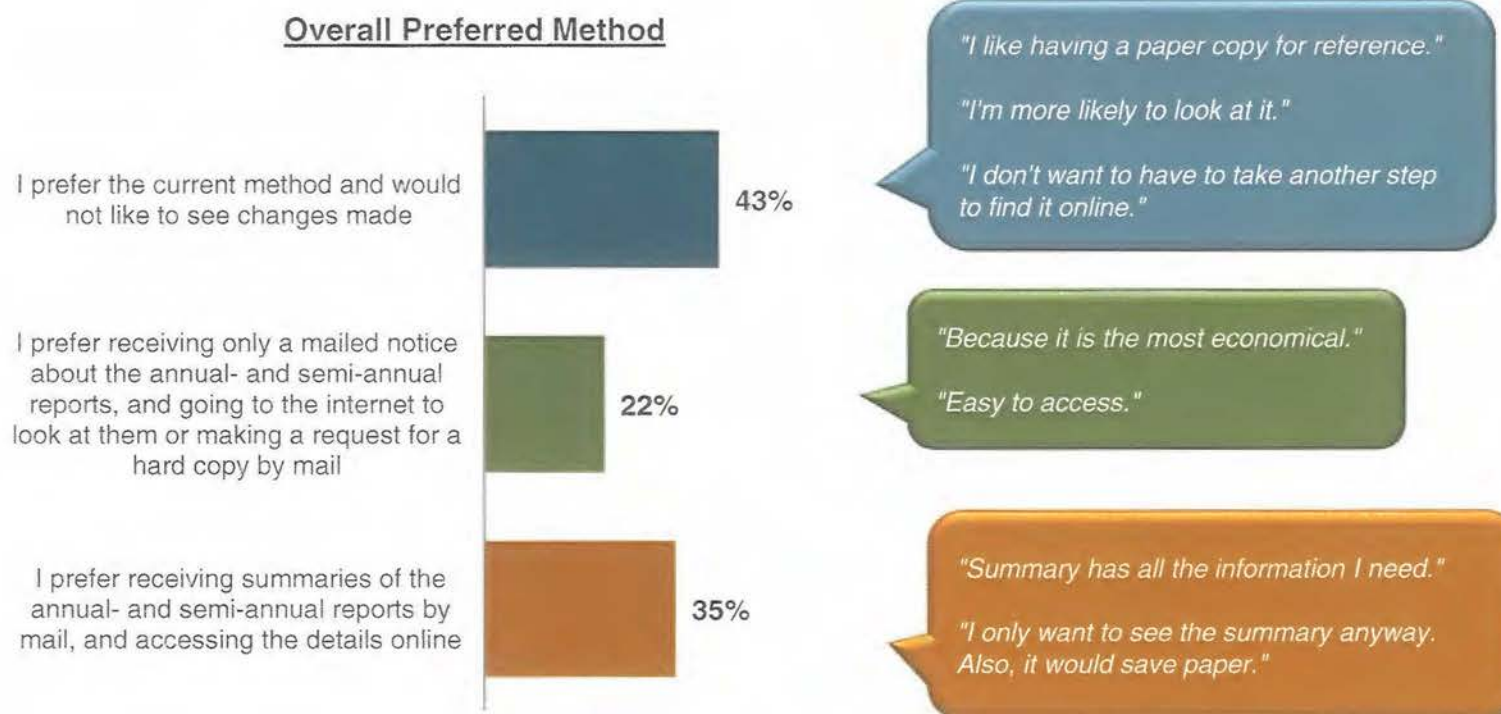 Overall Preferred Method
I prefer the current method and would
not like to see changes made
43%
"I like having a paper copy for reference."
"I'm more likely to look at it."
"I don't want to have to take another step
to find it online."
I prefer receiving only a mailed notice
about the annual- and semi-annual
reports, and going to the internet to
look at them or making a request for a
hard copy by mail
22%
"Because it is the most economical."
"Easy to access."
I prefer receiving summaries of the
annual- and semi-annual reports by
mail, and accessing the details online
35%
"Summary has all the information I need."
"I only want to see the summary anyway.
Also, it would save paper."